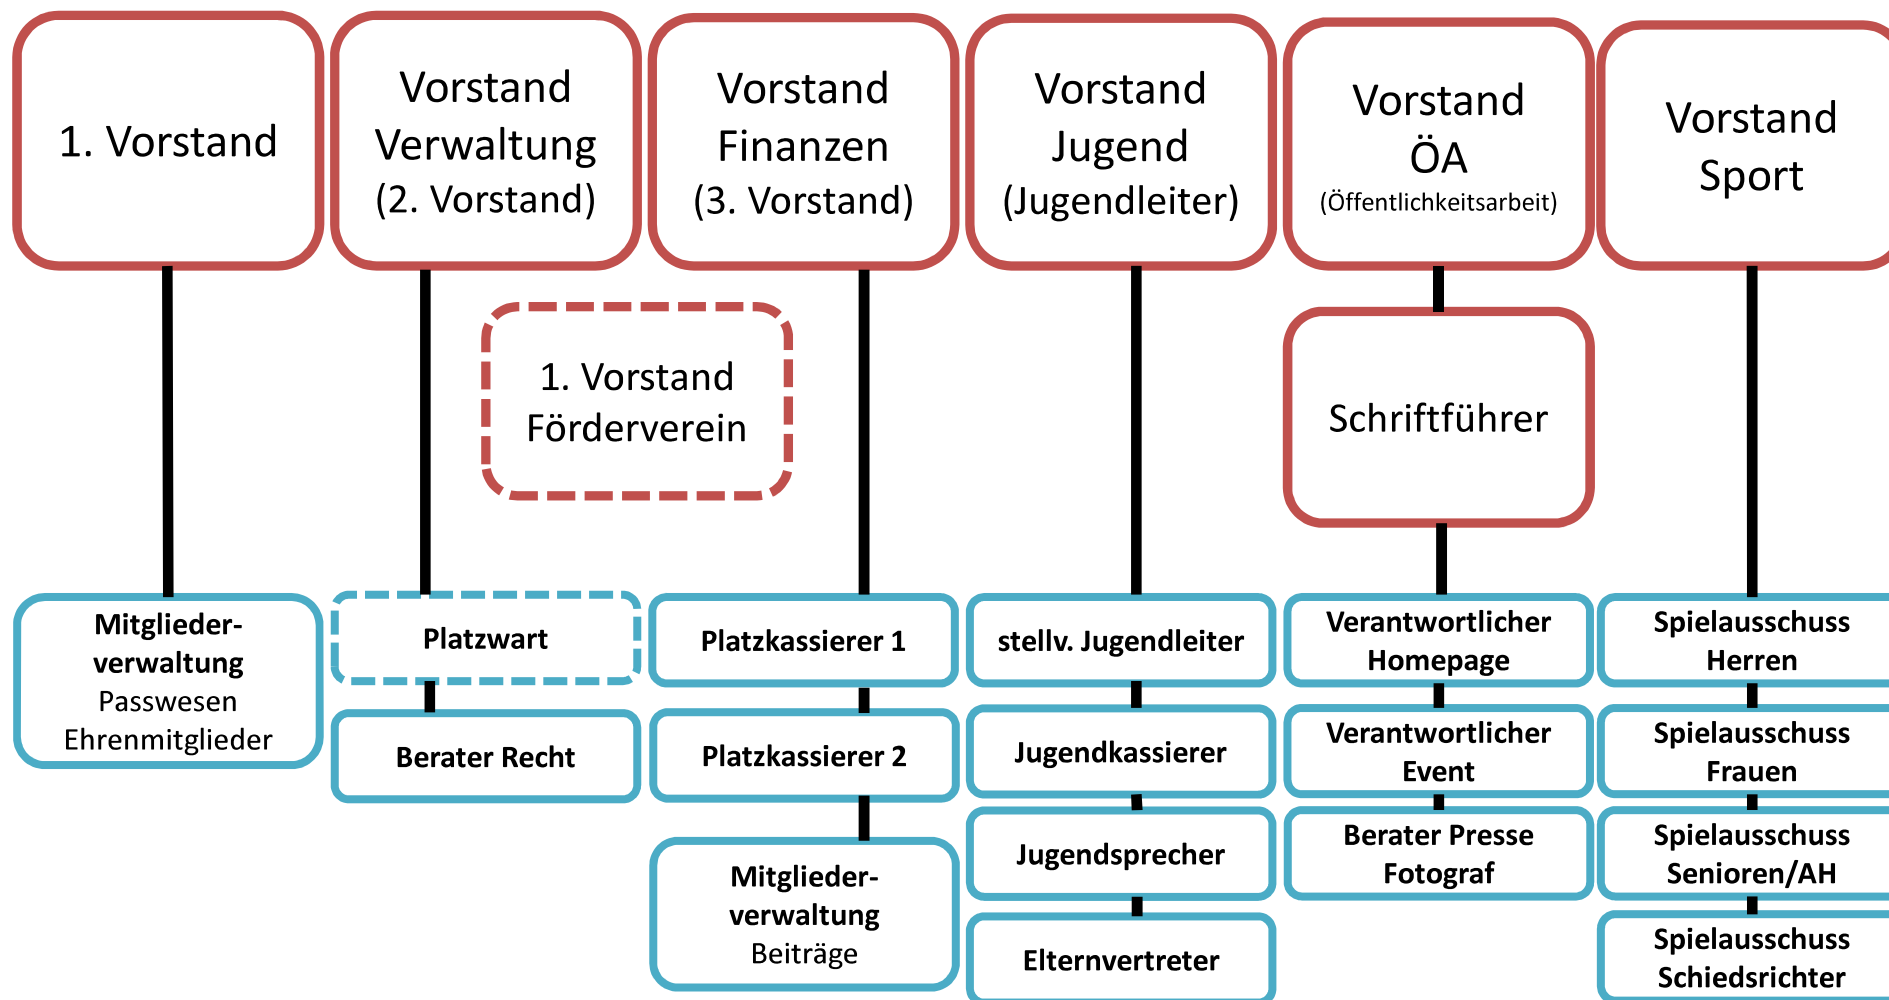 1. Vorstand
Vorstand
Verwaltung
(2. Vorstand)
Vorstand
Finanzen
(3. Vorstand)
Vorstand
Jugend
(Jugendleiter)
Vorstand
ÖA
(Öffentlichkeitsarbeit)
Vorstand
Sport
1. Vorstand
Förderverein
Schriftführer
Mitglieder-
verwaltung
Passwesen
Ehrenmitglieder
Platzwart
Berater Recht
Platzkassierer 1
Platzkassierer 2
Mitglieder-
verwaltung
Beiträge
stellv. Jugendleiter
Jugendkassierer
Jugendsprecher
Elternvertreter
Verantwortlicher
Homepage
Verantwortlicher
Event
Berater Presse
Fotograf
Spielausschuss
Herren
Spielausschuss
Frauen
Spielausschuss
Senioren/AH
Spielausschuss
Schiedsrichter